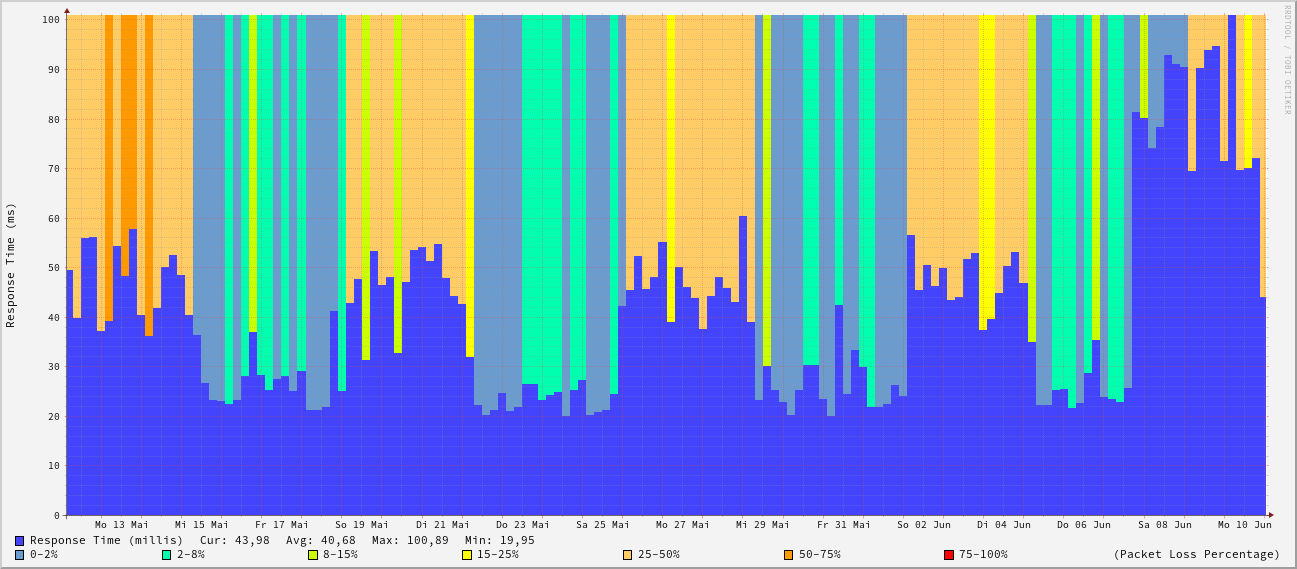 RRDTOOL / TOBI OETIKER
Response Time (ms)
100
90
80
70
60
50
40
30
20
10
0
Mo 13 Mai Mi 15 Mai Fr 17 Mai So 19 Mai Di 21 Mai Do 23 Mai Sa 25 Mai Mo 27 Mai Mi 29 Mai Fr 31 Mai So 02 Jun Di 04 Jun Do 06 Jun Sa 08 Jun Mo 10 Jun
Response Time (millis) Cur: 43,98 Avg: 40,68 Max: 100,89 Min: 19,95
0-2% 2-8% 8-15% 15-25% 25-50% 50-75% 75-100% (Packet Loss Percentage)